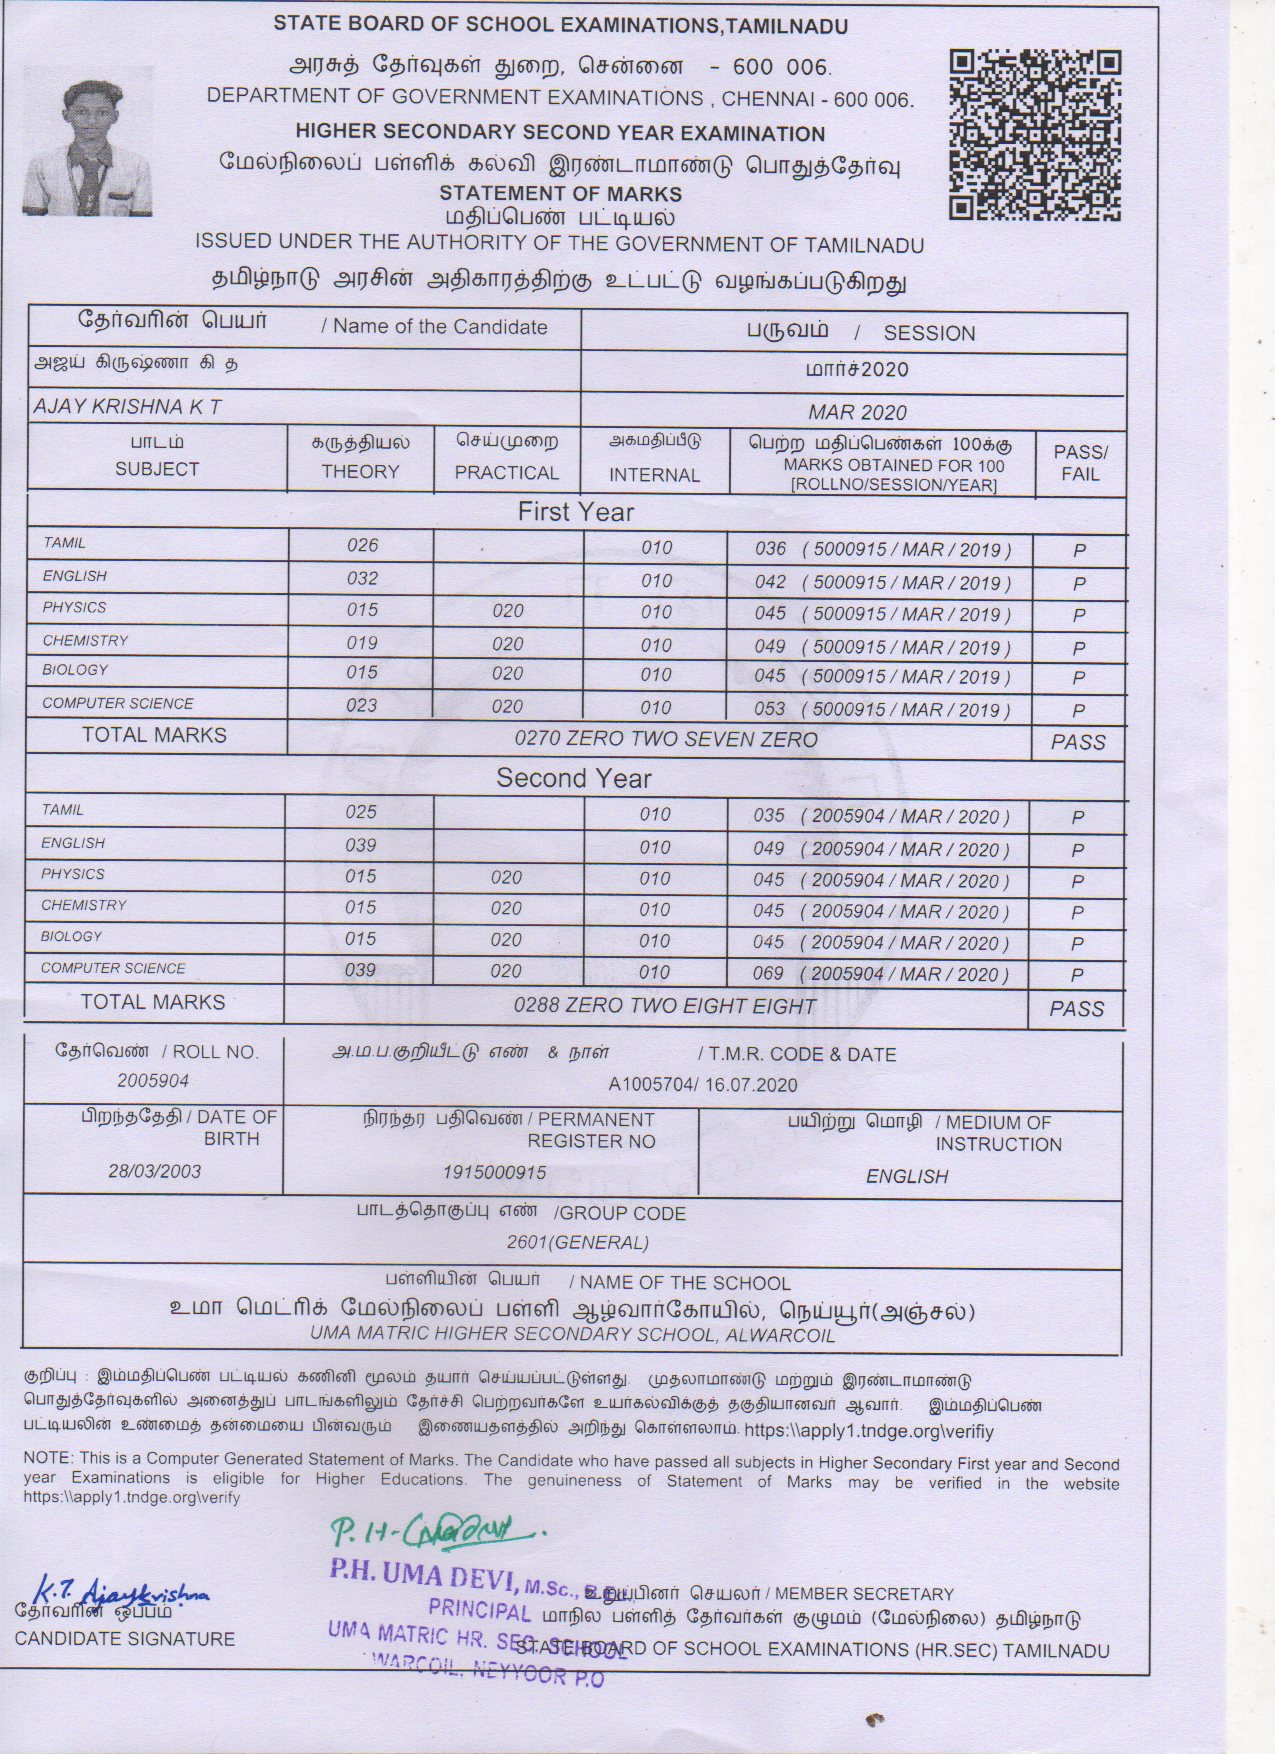 STATE BOARD OF SCHOOL EXAMINATIONS,TAMILNADU
அரசுத் தேர்வுகள் துறை, சென்னை - 600 006.
DEPARTMENT OF GOVERNMENT EXAMINATIONS , CHENNAI - 600 006.
HIGHER SECONDARY SECOND YEAR EXAMINATION
மேல்நிலைப் பள்ளிக் கல்வி இரண்டாமாண்டு பொதுத்தேர்வு
STATEMENT OF MARKS
மதிப்பெண் பட்டியல்
ISSUED UNDER THE AUTHORITY OF THE GOVERNMENT OF TAMILNADU
தமிழ்நாடு அரசின் அதிகாரத்திற்கு உட்பட்டு வழங்கப்படுகிறது
தேர்வரின் பெயர் / Name of the Candidate பருவம் / SESSION
அஜய் கிருஷ்ணா கி த மார்ச்2020
AJAY KRISHNA K T MAR 2020
பாடம் கருத்தியல் செய்முறை அகமதிப்பீடு பெற்ற மதிப்பெண்கள் 100க்கு PASS/
SUBJECT THEORY PRACTICAL INTERNAL MARKS OBTAINED FOR 100 FAIL
[ROLLNO/SESSION/YEAR]
First Year
TAMIL 026 010 036 ( 5000915 / MAR / 2019 ) P
ENGLISH 032 010 042 ( 5000915 / MAR / 2019 ) P
PHYSICS 015 020 010 045 ( 5000915 / MAR / 2019 ) P
CHEMISTRY 019 020 010 049 ( 5000915 / MAR / 2019 ) P
BIOLOGY 015 020 010 045 ( 5000915 / MAR / 2019 ) P
COMPUTER SCIENCE 023 020 010 053 ( 5000915 / MAR / 2019 ) P
TOTAL MARKS 0270 ZERO TWO SEVEN ZERO PASS
Second Year
TAMIL 025 010 035 ( 2005904 / MAR / 2020 ) P
ENGLISH 039 010 049 ( 2005904 / MAR / 2020 ) P
PHYSICS 015 020 010 045 ( 2005904 / MAR / 2020 ) P
CHEMISTRY 015 020 010 045 ( 2005904 / MAR / 2020 ) P
BIOLOGY 015 020 010 045 ( 2005904 / MAR / 2020 ) P
COMPUTER SCIENCE 039 020 010 069 ( 2005904 / MAR / 2020 ) P
TOTAL MARKS 0288 ZERO TWO EIGHT EIGHT PASS
தேர்வெண் / ROLL NO. அ.ம.ப.குறியீட்டு எண் & நாள் / T.M.R. CODE & DATE
2005904 A1005704/ 16.07.2020
பிறந்ததேதி / DATE OF நிரந்தர பதிவெண் / PERMANENT பயிற்று மொழி / MEDIUM OF
BIRTH REGISTER NO INSTRUCTION
28/03/2003 1915000915 ENGLISH
பாடத்தொகுப்பு எண் /GROUP CODE
2601(GENERAL)
பள்ளியின் பெயர் / NAME OF THE SCHOOL
உமா மெட்ரிக் மேல்நிலைப் பள்ளி ஆழ்வார்கோயில், நெய்யூர்(அஞ்சல்)
UMA MATRIC HIGHER SECONDARY SCHOOL, ALWARCOIL
குறிப்பு : இம்மதிப்பெண் பட்டியல் கணினி மூலம் தயார் செய்யப்பட்டுள்ளது. முதலாமாண்டு மற்றும் இரண்டாமாண்டு
பொதுத்தேர்வுகளில் அனைத்துப் பாடங்களிலும் தேர்ச்சி பெற்றவர்களே உயர்கல்விக்குத் தகுதியானவர் ஆவார். இம்மதிப்பெண்
பட்டியலின் உண்மைத் தன்மையை பின்வரும் இணையதளத்தில் அறிந்து கொள்ளலாம். https:\\apply1.tndge.org\verifiy
NOTE: This is a Computer Generated Statement of Marks. The Candidate who have passed all subjects in Higher Secondary First year and Second
year Examinations is eligible for Higher Educations. The genuineness of Statement of Marks may be verified in the website
https:\\apply1.tndge.org\verify
P. H-
P.H. UMA DEVI, M.Sc., B.Ed.,
PRINCIPAL
UMA MATRIC HR. SEC. SCHOOL
WARCOIL, NEYYOOR P.O
K.T. Ajaykrishna
தேர்வரின் ஒப்பம்
CANDIDATE SIGNATURE
உறுப்பினர் செயலர் / MEMBER SECRETARY
மாநில பள்ளித் தேர்வர்கள் குழுமம் (மேல்நிலை) தமிழ்நாடு
STATE BOARD OF SCHOOL EXAMINATIONS (HR.SEC) TAMILNADU